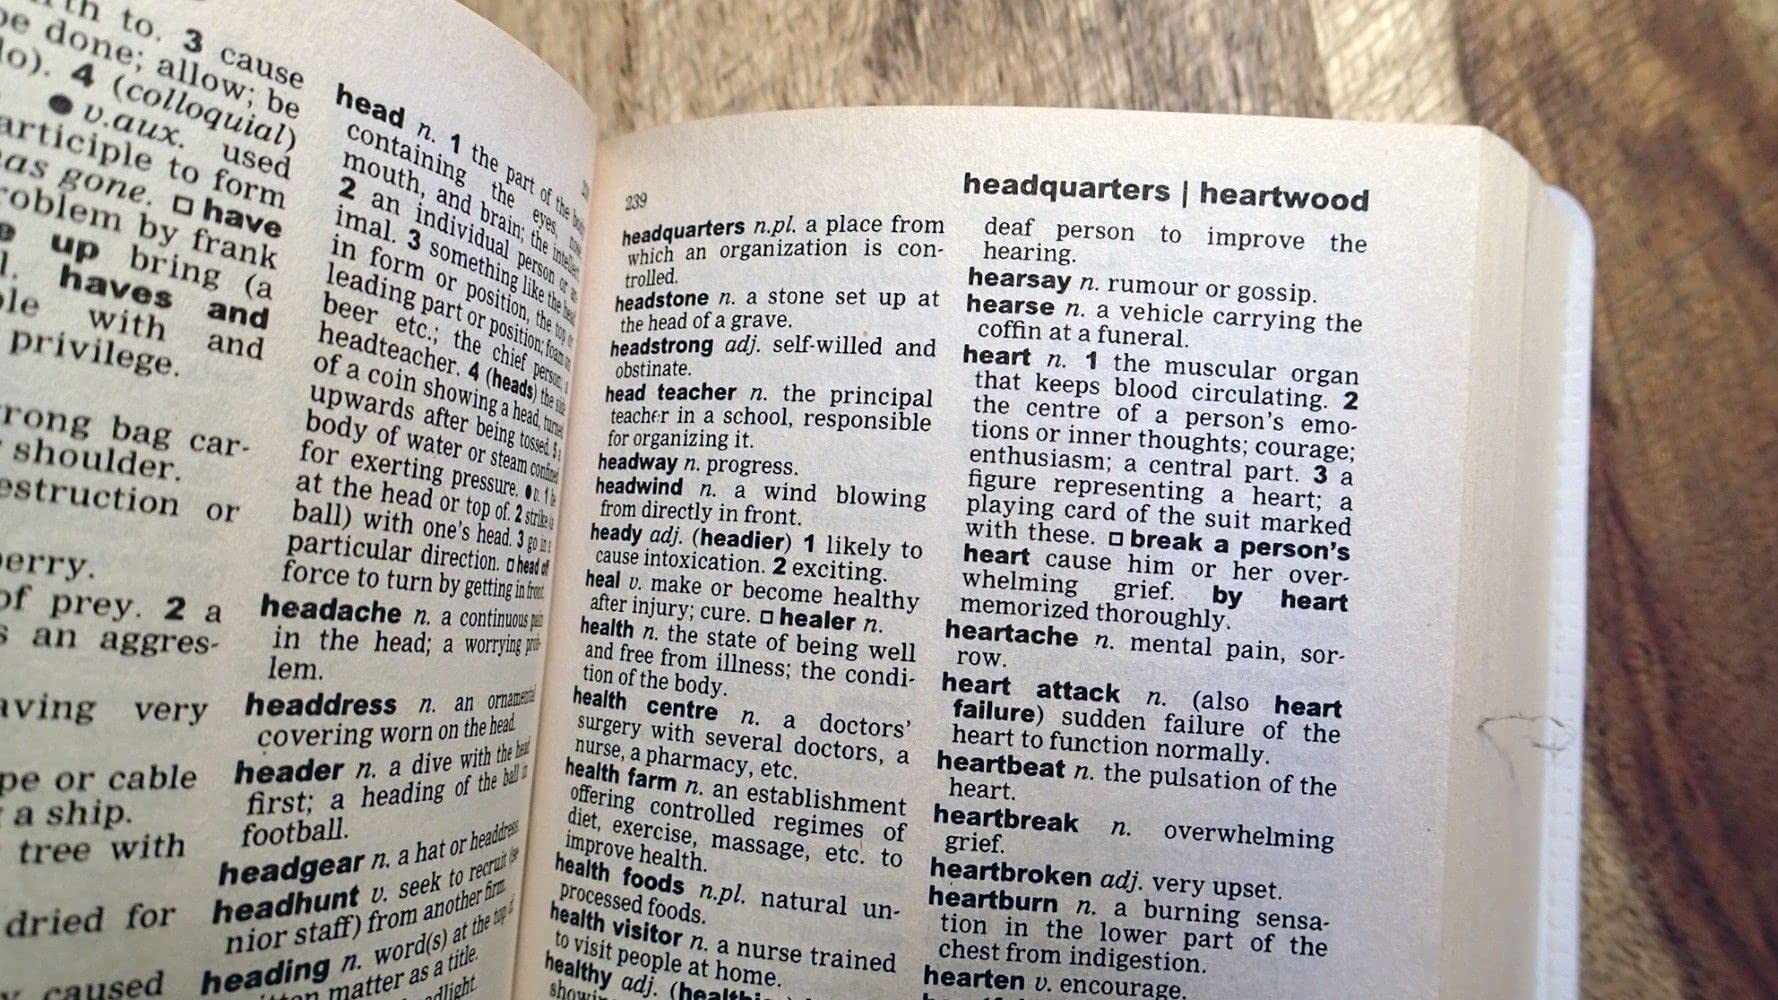 th to. 3 cause
be done; allow; be
4 (colloquial)
● v.aux. used
articiple to form
as gone. □ have
roblem by frank
up bring (a
haves and
ble with and
privilege.
rong bag car-
shoulder.
estruction or
erry.
of prey. 2 a
s an aggres-
aving very
pe or cable
a ship.
tree with
dried for
caused
head n. 1 the part of the body
containing the eyes, nose,
mouth, and brain; the intellect.
2 an individual person or an-
imal. 3 something like the head
in form or position, the top or
leading part or position; foam on
beer etc.; the chief person; a
headteacher. 4 (heads) the side
of a coin showing a head, turned
upwards after being tossed. 5 a
body of water or steam confined
for exerting pressure. ● v. 1 be
at the head or top of. 2 strike (a
ball) with one's head. 3 go in a
particular direction. □ head off
force to turn by getting in front.
headache n. a continuous pain
in the head; a worrying prob-
lem.
headdress n. an ornamental
covering worn on the head.
header n. a dive with the head
first; a heading of the ball in
football.
headgear n. a hat or headdress.
headhunt v. seek to recruit (se-
nior staff) from another firm.
heading n. word(s) at the top of
matter as a title.
239
headquarters | heartwood
headquarters n.pl. a place from
which an organization is con-
trolled.
headstone n. a stone set up at
the head of a grave.
headstrong adj. self-willed and
obstinate.
head teacher n. the principal
teacher in a school, responsible
for organizing it.
headway n. progress.
headwind n. a wind blowing
from directly in front.
heady adj. (headier) 1 likely to
cause intoxication. 2 exciting.
heal v. make or become healthy
after injury; cure. □ healer n.
health n. the state of being well
and free from illness; the condi-
tion of the body.
health centre n. a doctors'
surgery with several doctors, a
nurse, a pharmacy, etc.
health farm n. an establishment
offering controlled regimes of
diet, exercise, massage, etc. to
improve health.
health foods n.pl. natural un-
processed foods.
health visitor n. a nurse trained
to visit people at home.
healthy adj.
deaf person to improve the
hearing.
hearsay n. rumour or gossip.
hearse n. a vehicle carrying the
coffin at a funeral.
heart n. 1 the muscular organ
that keeps blood circulating. 2
the centre of a person's emo-
tions or inner thoughts; courage;
enthusiasm; a central part. 3 a
figure representing a heart; a
playing card of the suit marked
with these. □ break a person's
heart cause him or her over-
whelming grief. by heart
memorized thoroughly.
heartache n. mental pain, sor-
row.
heart attack n. (also heart
failure) sudden failure of the
heart to function normally.
heartbeat n. the pulsation of the
heart.
heartbreak n. overwhelming
grief.
heartbroken adj. very upset.
heartburn n. a burning sensa-
tion in the lower part of the
chest from indigestion.
hearten v. encourage.